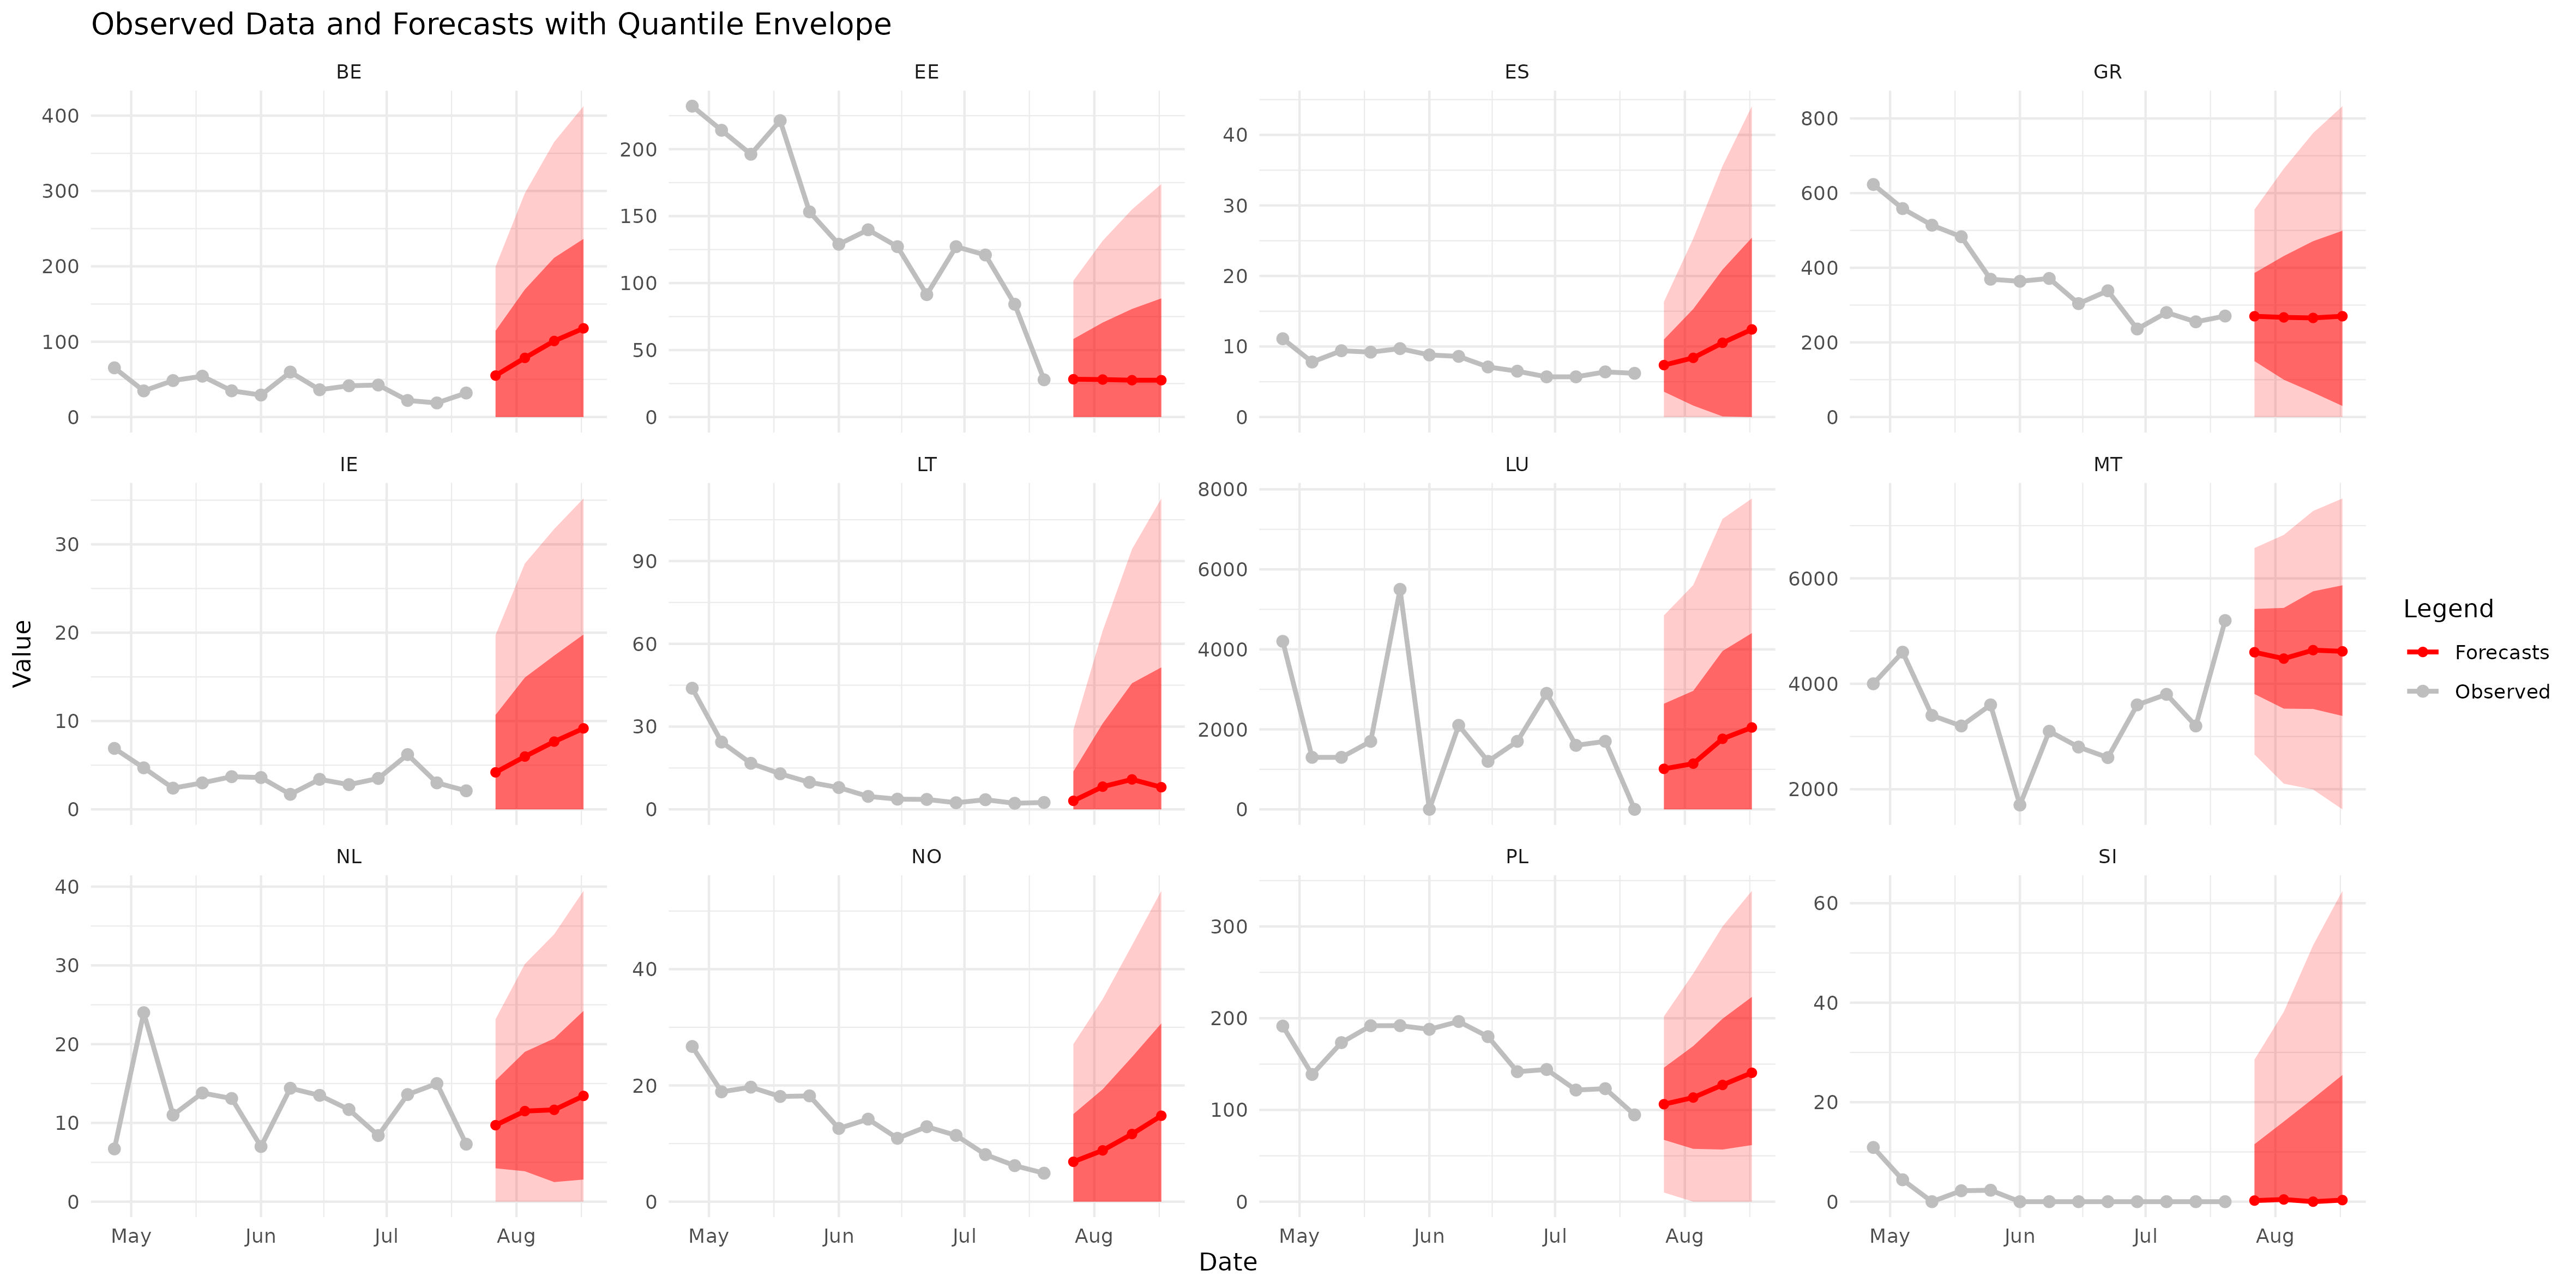 Observed Data and Forecasts with Quantile Envelope
BE
EE
ES
GR
400
300
200
100
0
200
150
100
50
0
40
30
20
10
0
800
600
400
200
0
IE
LT
LU
MT
30
20
10
0
90
60
30
0
8000
6000
4000
2000
0
6000
4000
2000
NL
NO
PL
SI
40
30
20
10
0
40
20
0
300
200
100
0
60
40
20
0
May Jun Jul Aug
May Jun Jul Aug
May Jun Jul Aug
May Jun Jul Aug
Value
Date
Legend
Forecasts
Observed